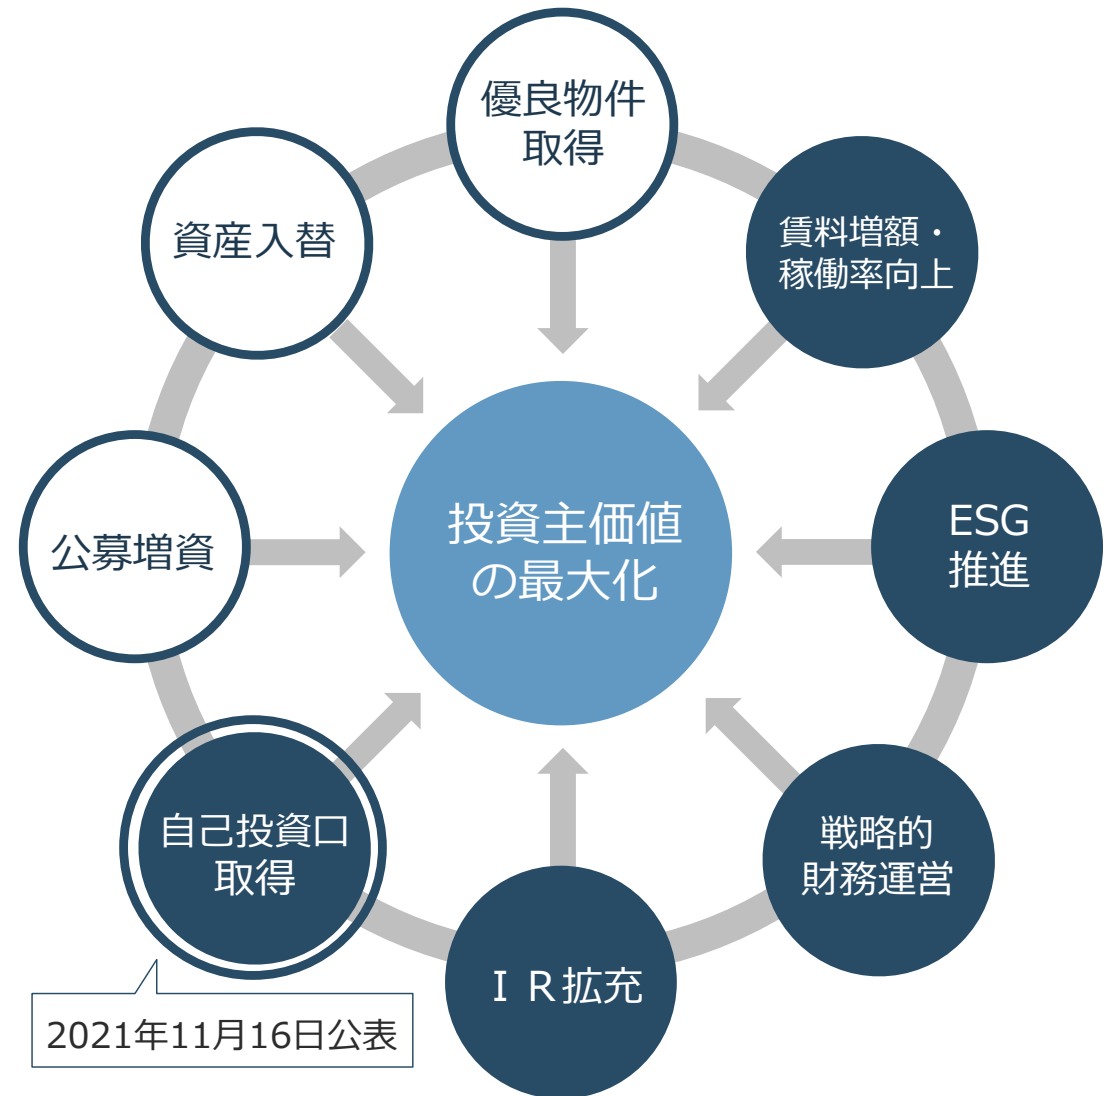 優良物件
取得
賃料増額・
稼働率向上
資産入替
ESG
推進
公募増資
投資主価値
の最大化
自己投資口
取得
戦略的
財務運営
ＩＲ拡充
2021年11月16日公表